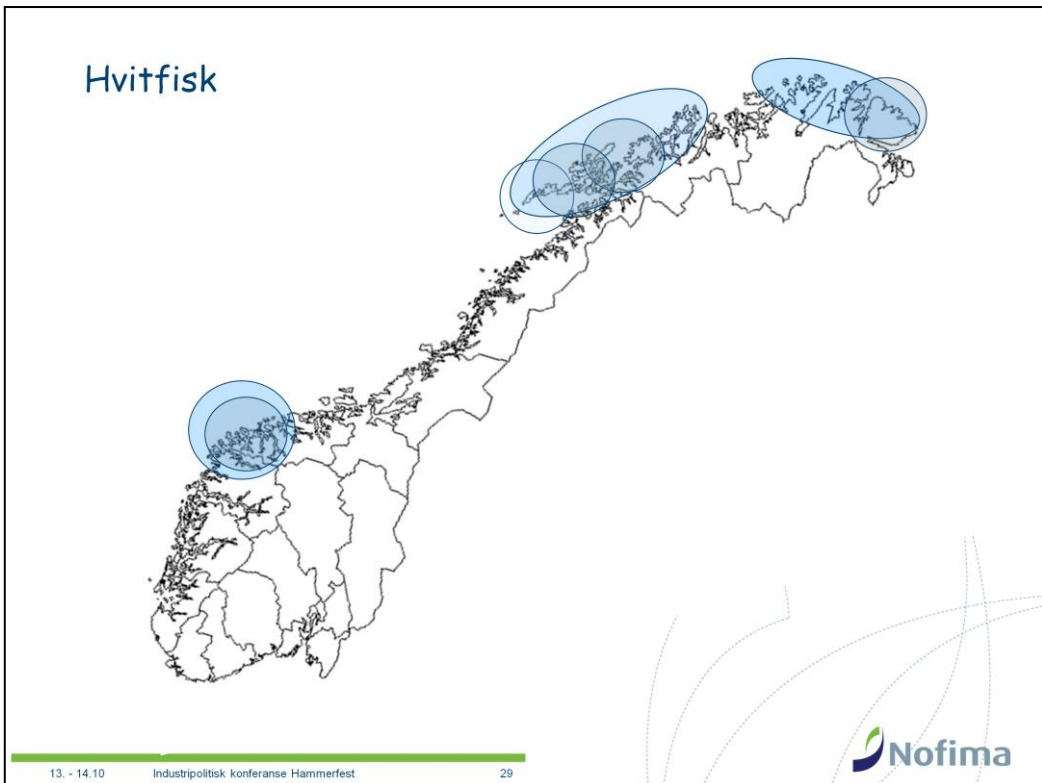 Hvitfisk
13. - 14.10 Industripolitisk konferanse Hammerfest 29
Nofima